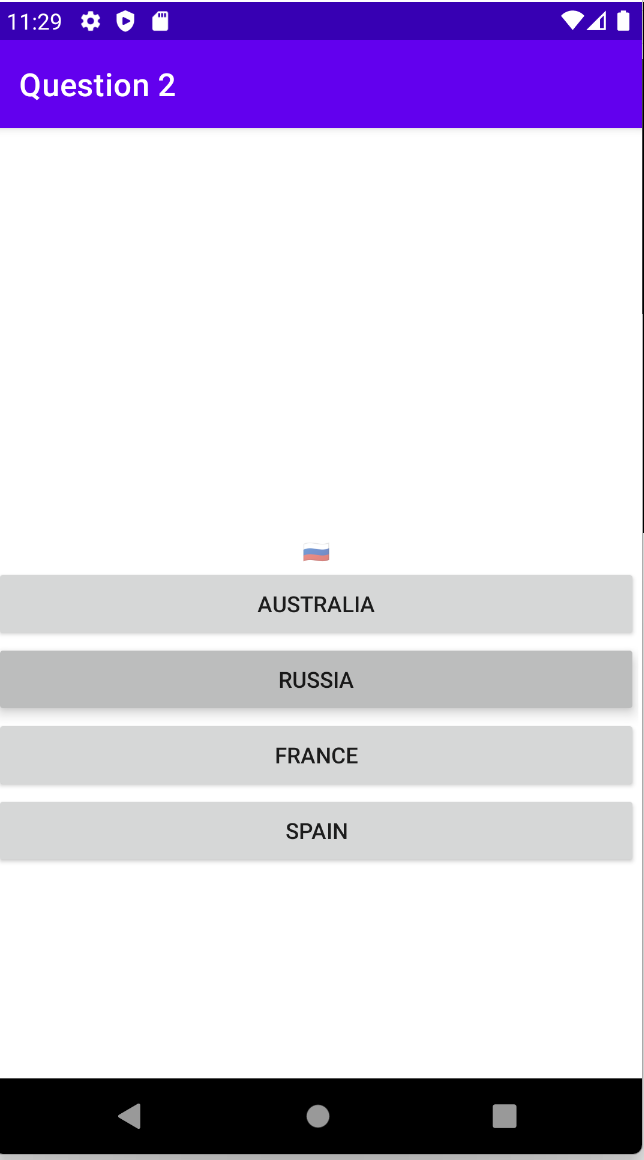 11:29
Question 2
AUSTRALIA
RUSSIA
FRANCE
SPAIN